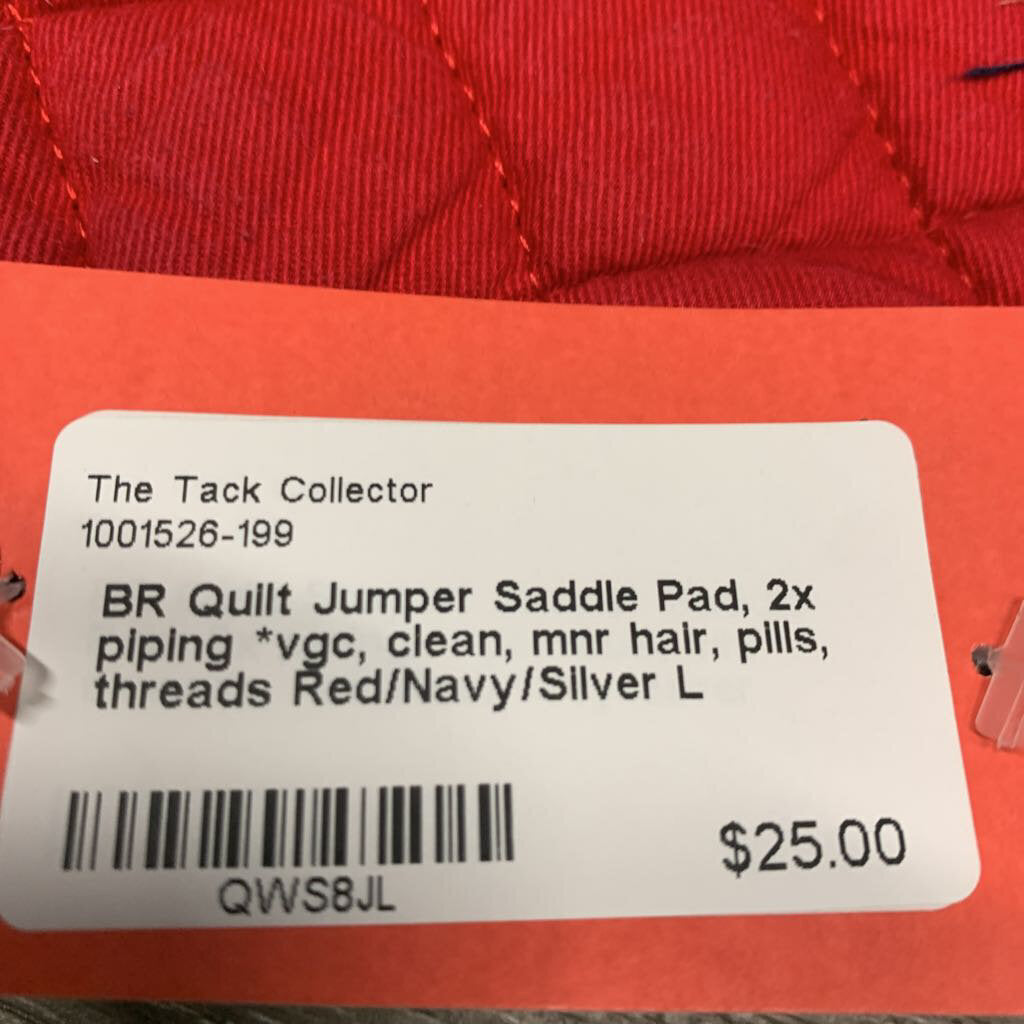 The Tack Collector
1001526-199
BR Quilt Jumper Saddle Pad, 2x
piping *vgc, clean, mnr hair, pills,
threads Red/Navy/Silver L
QWS8JL
$25.00